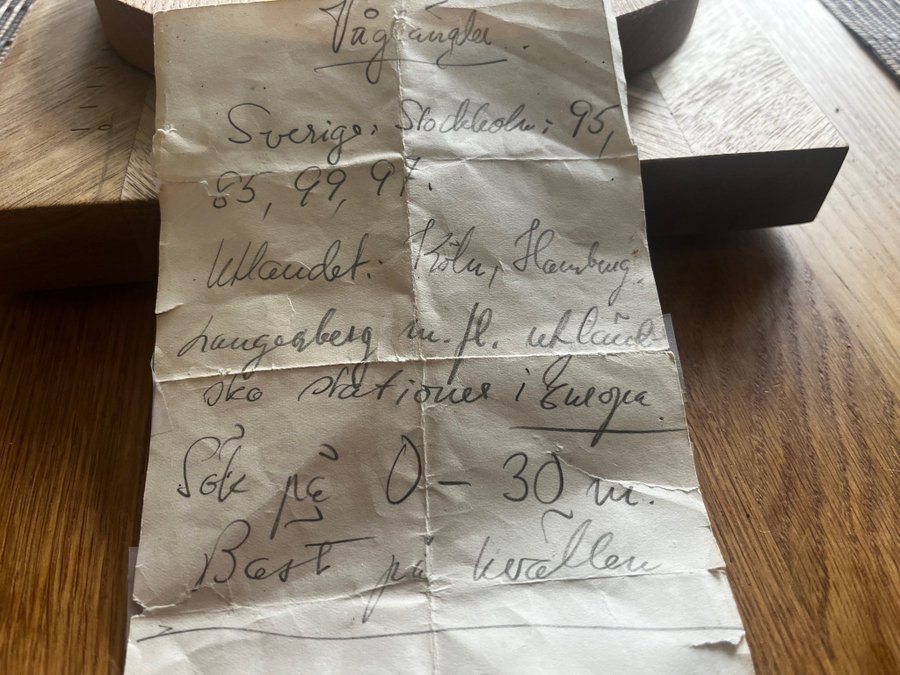 Våglängder.
Sverige: Stockholm: 95,
85, 99, 97.
Utlandet: Köln, Hamburg,
Langenberg m. fl. utländ-
ska stationer i Europa.
Sök på 0 – 30 m.
Bäst på kvällen